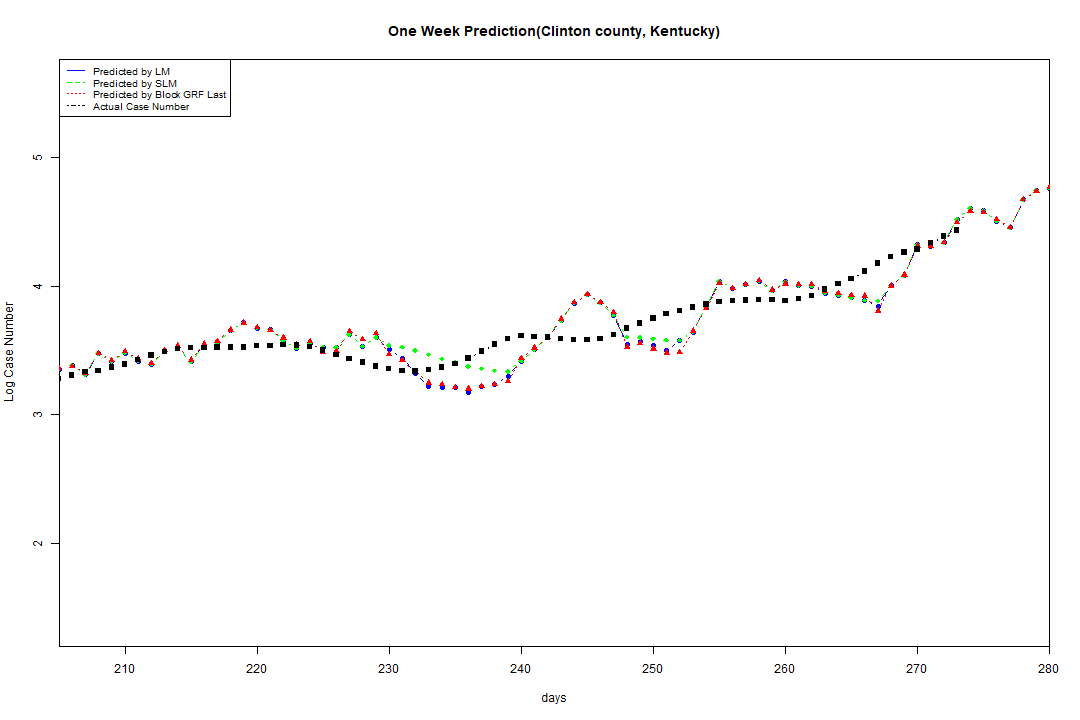 One Week Prediction(Clinton county, Kentucky)
Predicted by LM
Predicted by SLM
Predicted by Block GRF Last
Actual Case Number
5
4
3
2
Log Case Number
210 220 230 240 250 260 270 280
days